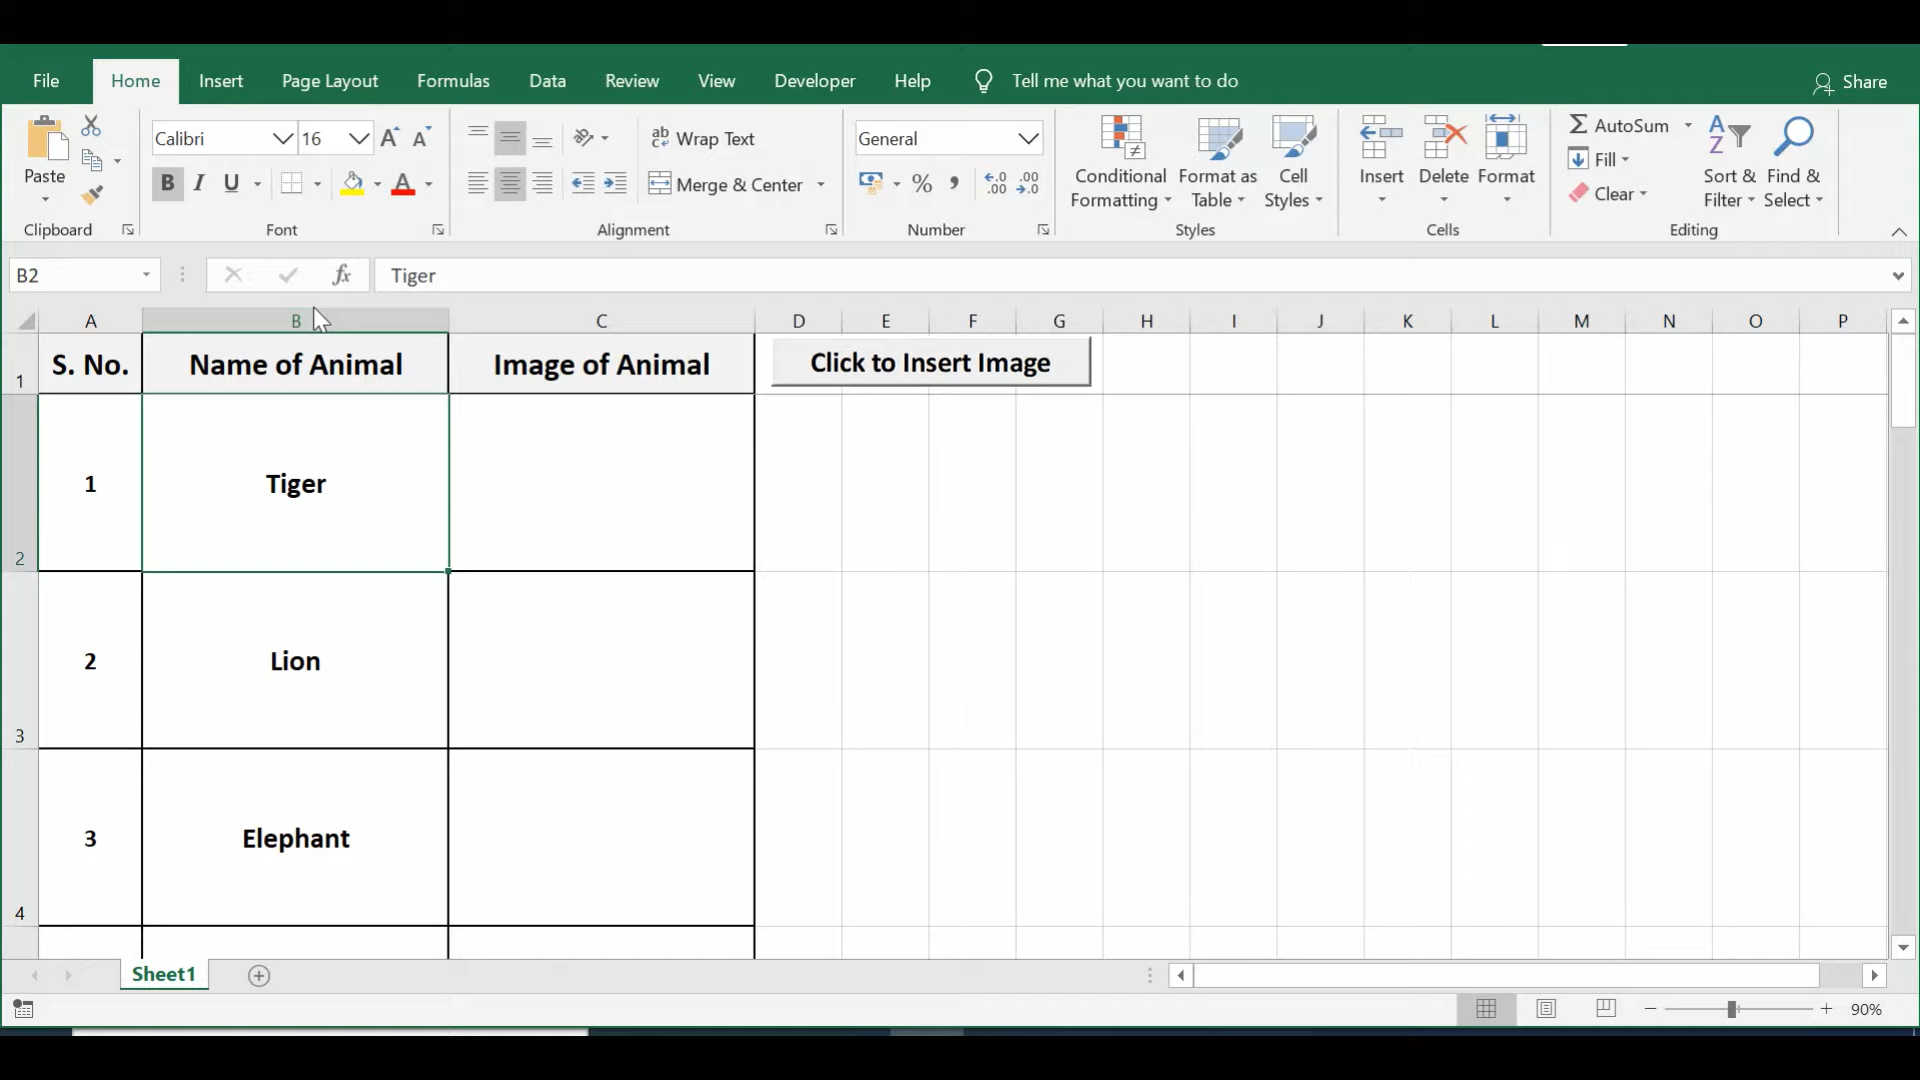 File Home Insert Page Layout Formulas Data Review View Developer Help Tell me what you want to do Share
Paste Calibri 16 Wrap Text General Conditional Formatting Format as Table Cell Styles Insert Delete Format AutoSum Sort & Filter Find & Select
B I U A Merge & Center % Fill
Clear
Clipboard Font Alignment Number Styles Cells Editing
B2 fx Tiger
A B C D E F G H I J K L M N O P
1 S. No. Name of Animal Image of Animal Click to Insert Image
2 1 Tiger
3 2 Lion
4 3 Elephant
Sheet1
90%